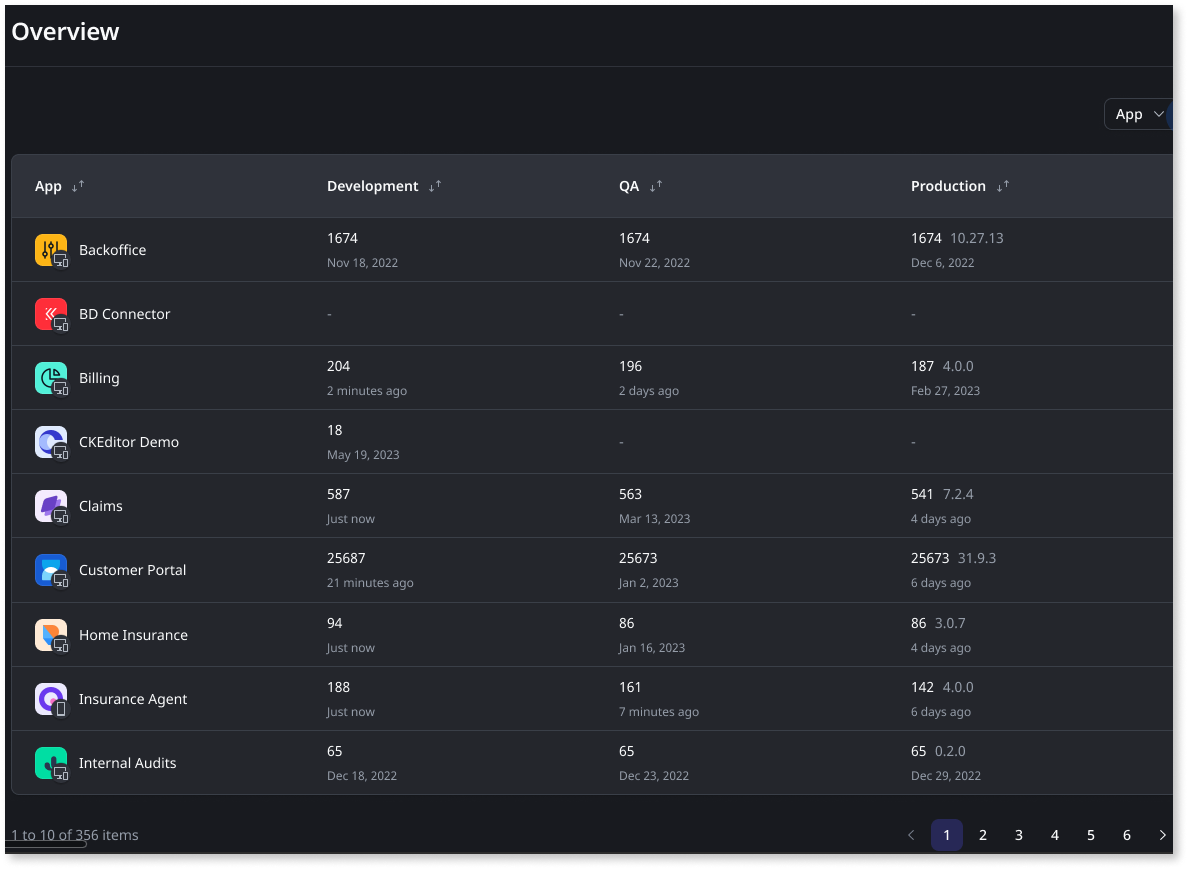 Overview
App
App Development QA Production
Backoffice
1674 1674 1674 10.27.13
Nov 18, 2022 Nov 22, 2022 Dec 6, 2022
BD Connector - - -
Billing
204 196 187 4.0.0
2 minutes ago 2 days ago Feb 27, 2023
CKEditor Demo
18 - -
May 19, 2023
Claims
587 563 541 7.2.4
Just now Mar 13, 2023 4 days ago
Customer Portal
25687 25673 25673 31.9.3
21 minutes ago Jan 2, 2023 6 days ago
Home Insurance
94 86 86 3.0.7
Just now Jan 16, 2023 4 days ago
Insurance Agent
188 161 142 4.0.0
Just now 7 minutes ago 6 days ago
Internal Audits
65 65 65 0.2.0
Dec 18, 2022 Dec 23, 2022 Dec 29, 2022
1 to 10 of 356 items 1 2 3 4 5 6